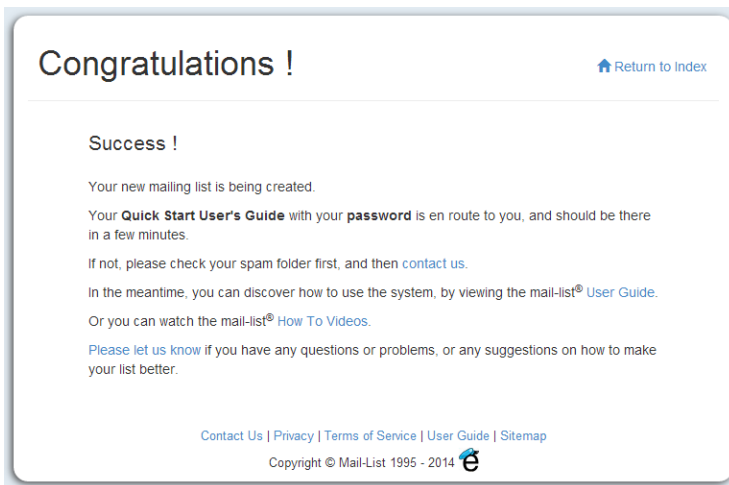 Congratulations !
Return to Index
Success !
Your new mailing list is being created.
Your Quick Start User's Guide with your password is en route to you, and should be there
in a few minutes.
If not, please check your spam folder first, and then contact us.
In the meantime, you can discover how to use the system, by viewing the mail-list® User Guide.
Or you can watch the mail-list® How To Videos.
Please let us know if you have any questions or problems, or any suggestions on how to make
your list better.
Contact Us | Privacy | Terms of Service | User Guide | Sitemap
Copyright © Mail-List 1995 - 2014 e